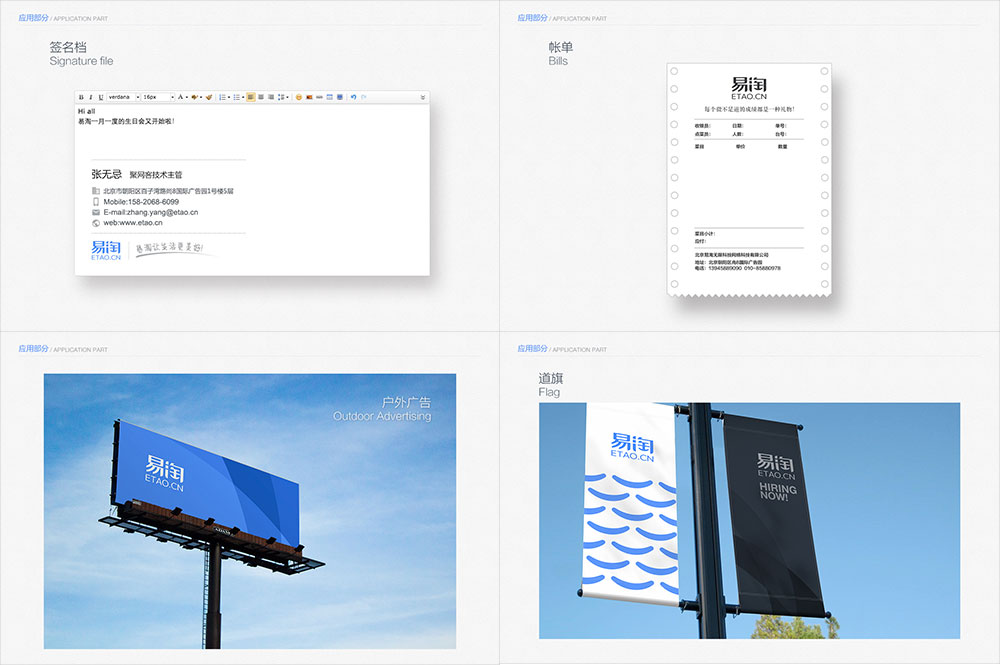 应用部分 / APPLICATION PART
签名档
Signature file
B I U verdana 16px A
Hi all
易淘一月一度的生日会又开始啦!
张无忌 聚网客技术主管
北京市朝阳区百子湾路尚8国际广告园1号楼5层
Mobile:158-2068-6099
E-mail:zhang.yang@etao.cn
web:www.etao.cn
易淘
ETAO.CN
易淘让生活更美好!
应用部分 / APPLICATION PART
帐单
Bills
易淘
ETAO.CN
每个微不足道的成绩都是一种礼物!
收银员: 日期: 单号:
点菜员: 人数: 台号:
菜目 单价 数量
菜目小计:
应付:
北京易淘无限科技网络科技有限公司
地址: 北京朝阳区尚8国际广告园
电话: 13945689090 010-85880978
应用部分 / APPLICATION PART
户外广告
Outdoor Advertising
易淘
ETAO.CN
应用部分 / APPLICATION PART
道旗
Flag
易淘
ETAO.CN
易淘
ETAO.CN
HIRING
NOW!